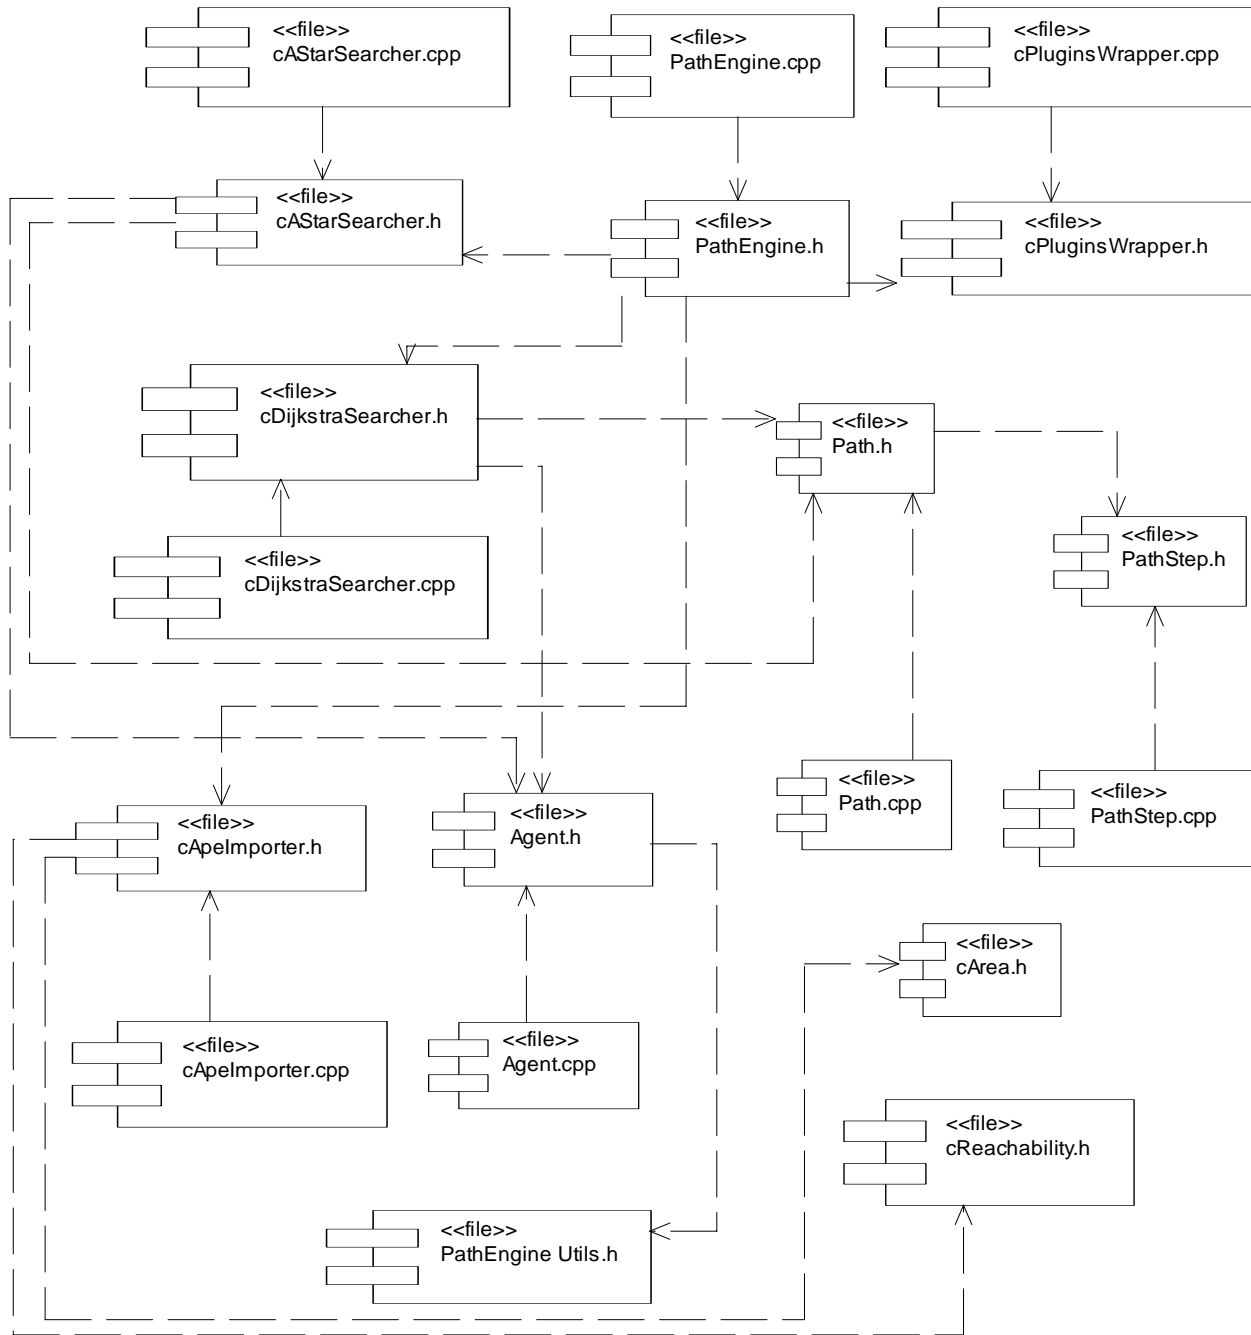 <<file>>
cAStarSearcher.cpp
<<file>>
PathEngine.cpp
<<file>>
cPluginsWrapper.cpp
<<file>>
cAStarSearcher.h
<<file>>
PathEngine.h
<<file>>
cPluginsWrapper.h
<<file>>
cDijkstraSearcher.h
<<file>>
Path.h
<<file>>
PathStep.h
<<file>>
cDijkstraSearcher.cpp
<<file>>
Path.cpp
<<file>>
PathStep.cpp
<<file>>
cApeImporter.h
<<file>>
Agent.h
<<file>>
cArea.h
<<file>>
cApeImporter.cpp
<<file>>
Agent.cpp
<<file>>
cReachability.h
<<file>>
PathEngine Utils.h